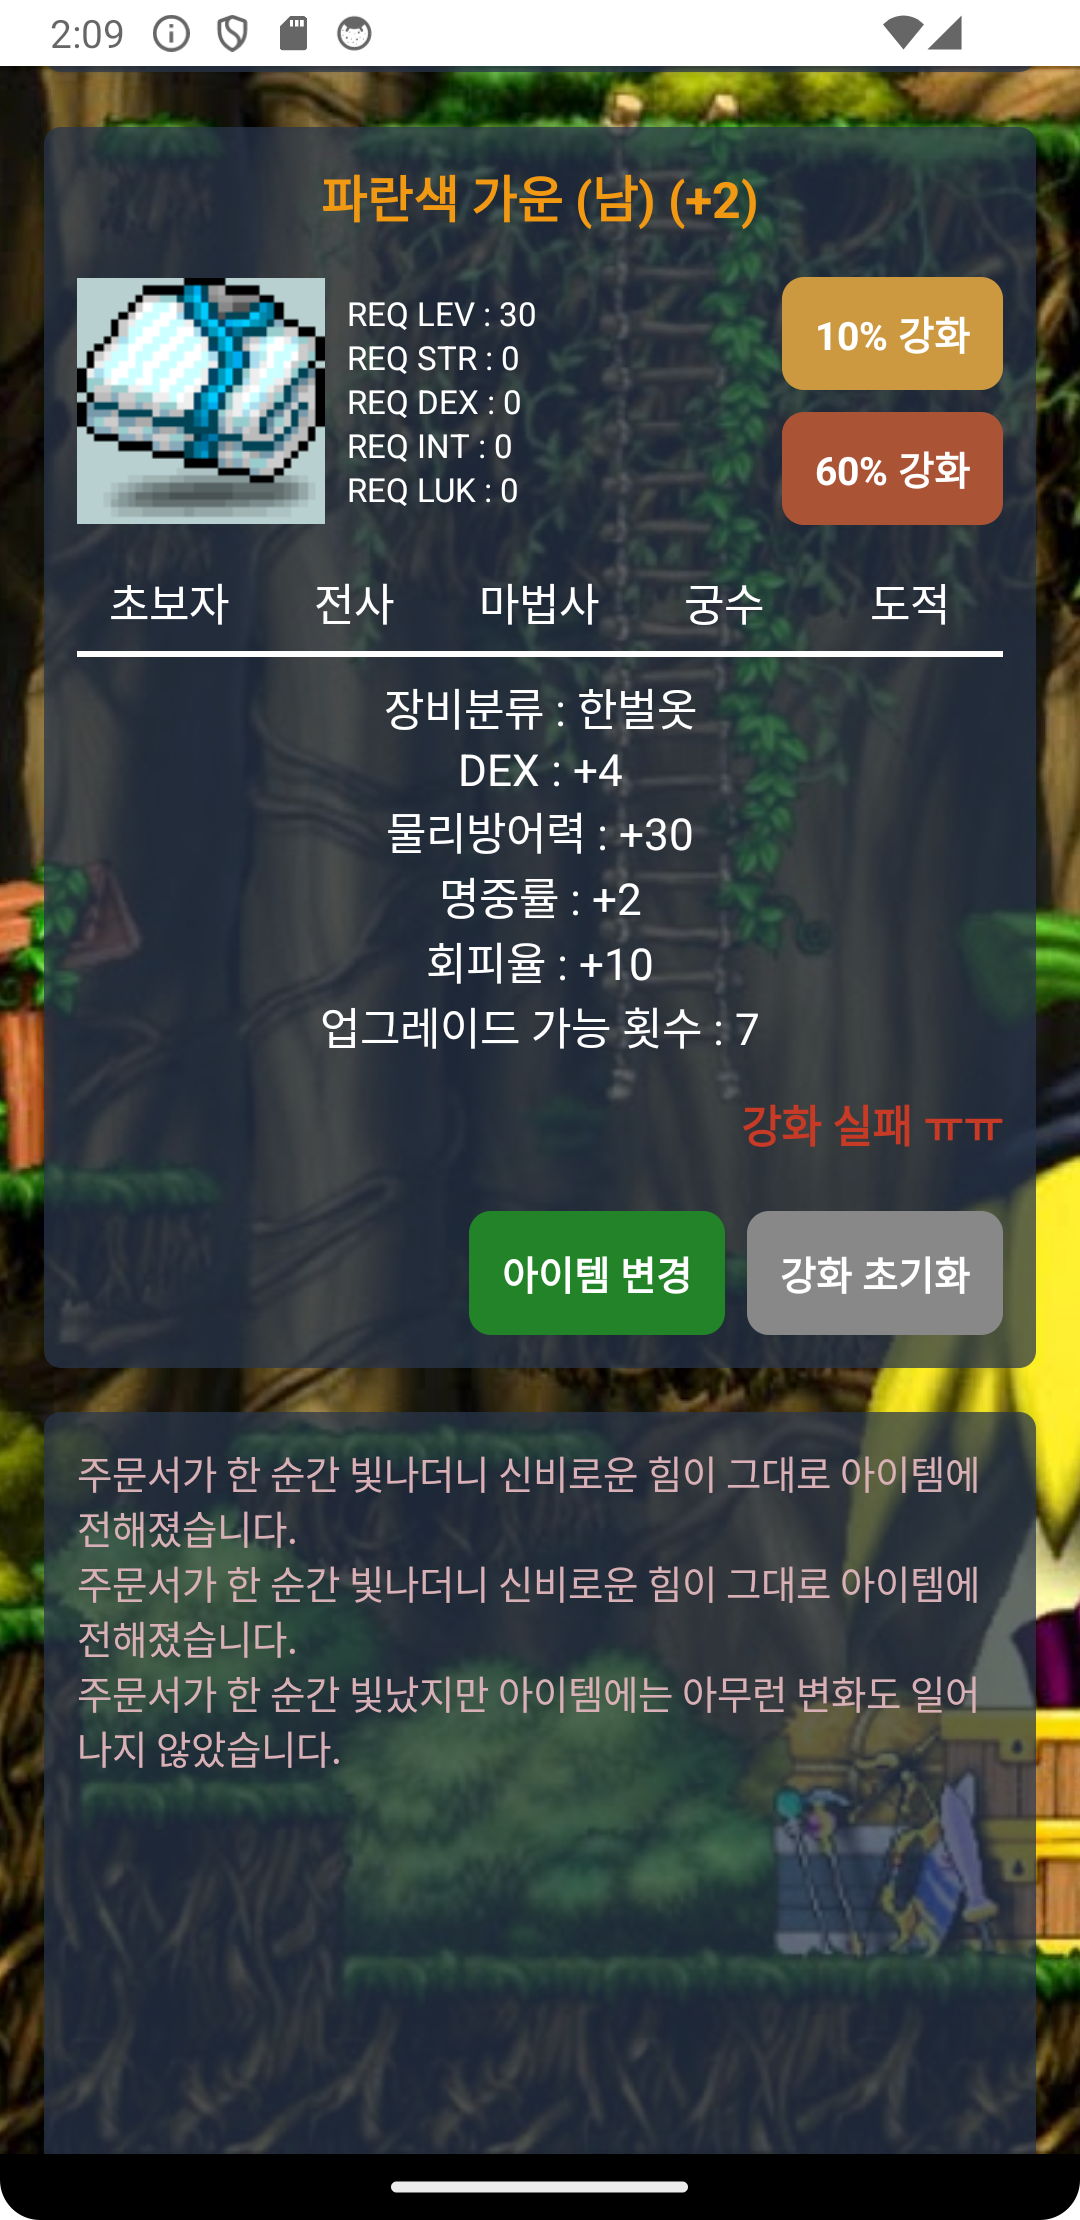 2:09
파란색 가운 (남) (+2)
REQ LEV : 30
REQ STR : 0
REQ DEX : 0
REQ INT : 0
REQ LUK : 0
10% 강화
60% 강화
초보자 전사 마법사 궁수 도적
장비분류 : 한벌옷
DEX : +4
물리방어력 : +30
명중률 : +2
회피율 : +10
업그레이드 가능 횟수 : 7
강화 실패 ㅠㅠ
아이템 변경 강화 초기화
주문서가 한 순간 빛나더니 신비로운 힘이 그대로 아이템에
전해졌습니다.
주문서가 한 순간 빛나더니 신비로운 힘이 그대로 아이템에
전해졌습니다.
주문서가 한 순간 빛났지만 아이템에는 아무런 변화도 일어
나지 않았습니다.